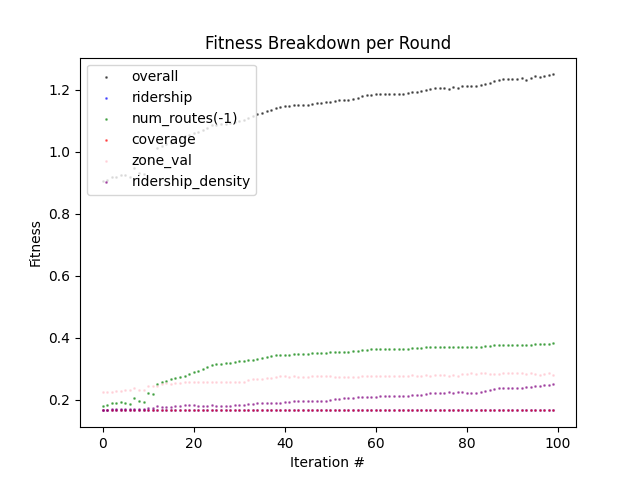 Fitness Breakdown per Round
overall
ridership
num_routes(-1)
coverage
zone_val
ridership_density
1.2
1.0
0.8
0.6
0.4
0.2
Fitness
0 20 40 60 80 100
Iteration #